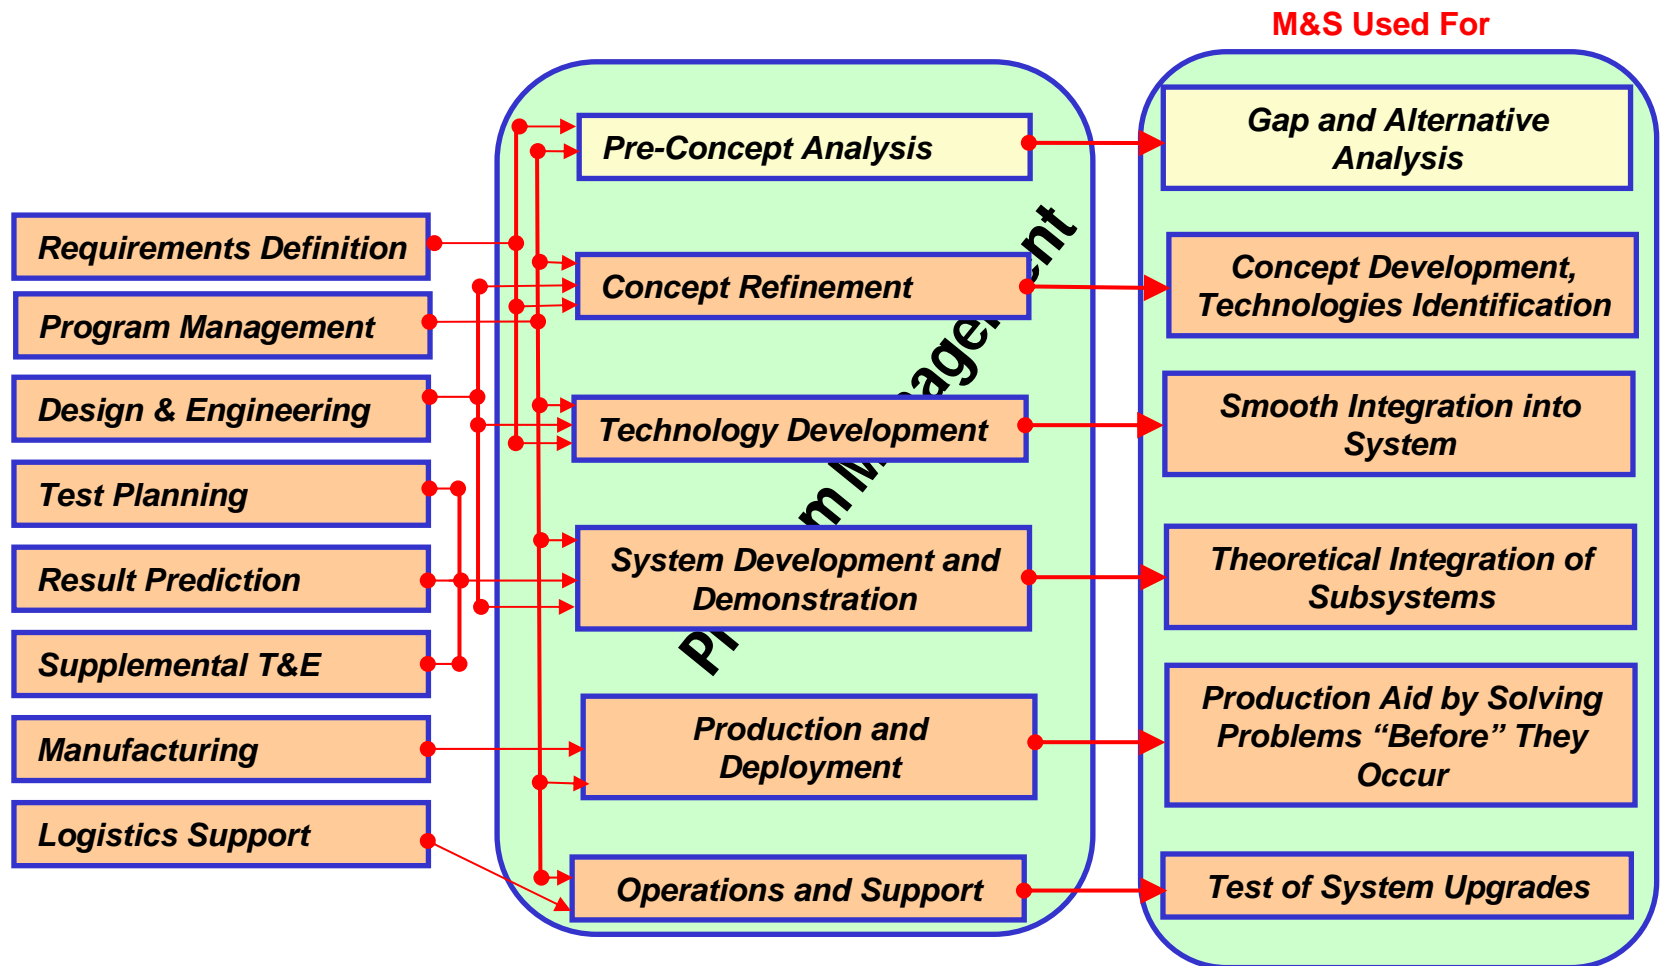 M&S Used For
Requirements Definition
Program Management
Design & Engineering
Test Planning
Result Prediction
Supplemental T&E
Manufacturing
Logistics Support
Pre-Concept Analysis
Concept Refinement
Technology Development
System Development and
Demonstration
Production and
Deployment
Operations and Support
Gap and Alternative
Analysis
Concept Development,
Technologies Identification
Smooth Integration into
System
Theoretical Integration of
Subsystems
Production Aid by Solving
Problems “Before” They
Occur
Test of System Upgrades